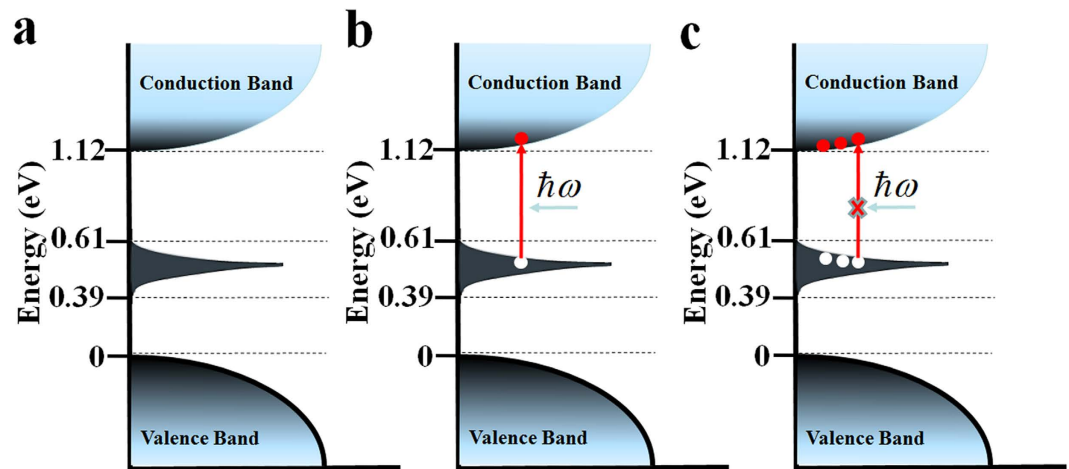 a
Conduction Band
1.12
0.61
0.39
0
Energy (eV)
Valence Band
b
Conduction Band
1.12
ħω
0.61
0.39
0
Energy (eV)
Valence Band
c
Conduction Band
1.12
ħω
0.61
0.39
0
Energy (eV)
Valence Band